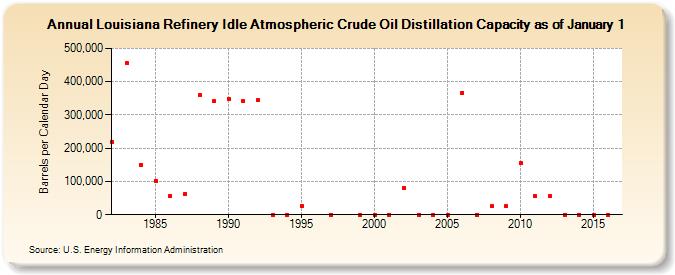 Annual Louisiana Refinery Idle Atmospheric Crude Oil Distillation Capacity as of January 1
Barrels per Calendar Day
500,000
400,000
300,000
200,000
100,000
0
1985 1990 1995 2000 2005 2010 2015
Source: U.S. Energy Information Administration